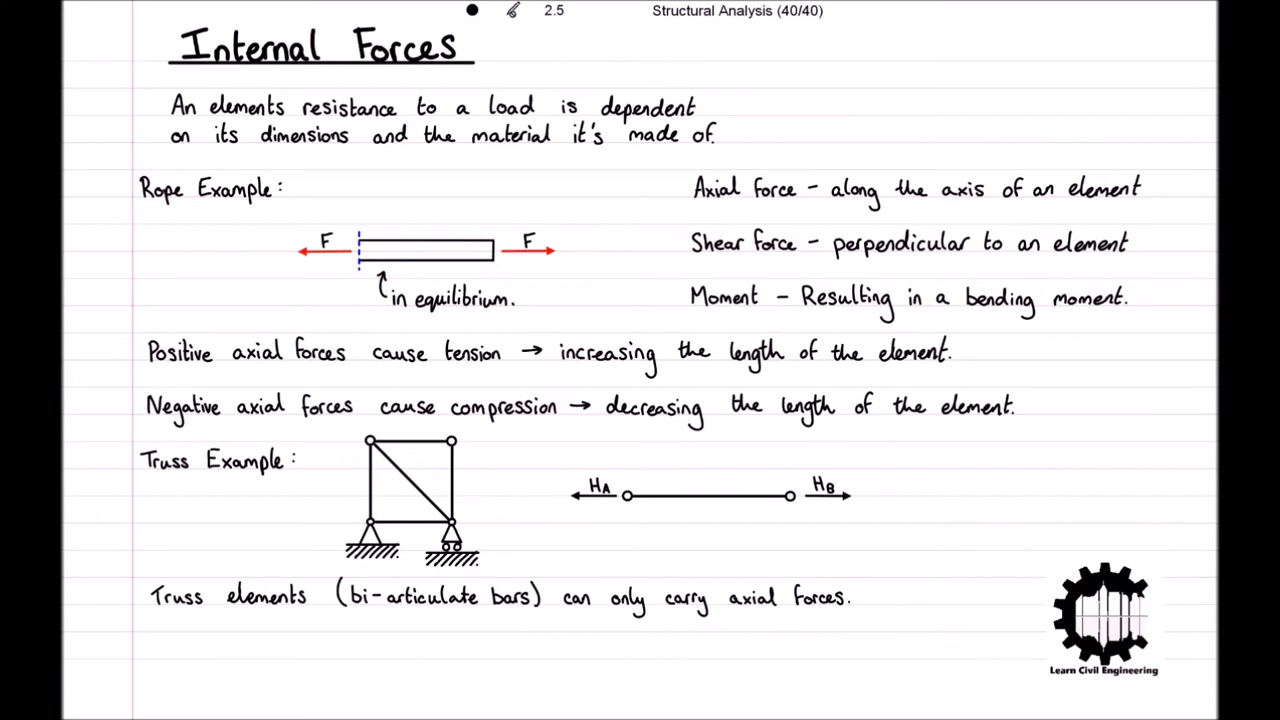 2.5 Structural Analysis (40/40)
Internal Forces
An elements resistance to a load is dependent
on its dimensions and the material it's made of.
Rope Example:
F F
in equilibrium.
Axial force - along the axis of an element
Shear force - perpendicular to an element
Moment - Resulting in a bending moment.
Positive axial forces cause tension → increasing the length of the element.
Negative axial forces cause compression → decreasing the length of the element.
Truss Example:
HA HB
Truss elements (bi-articulate bars) can only carry axial forces.
Learn Civil Engineering